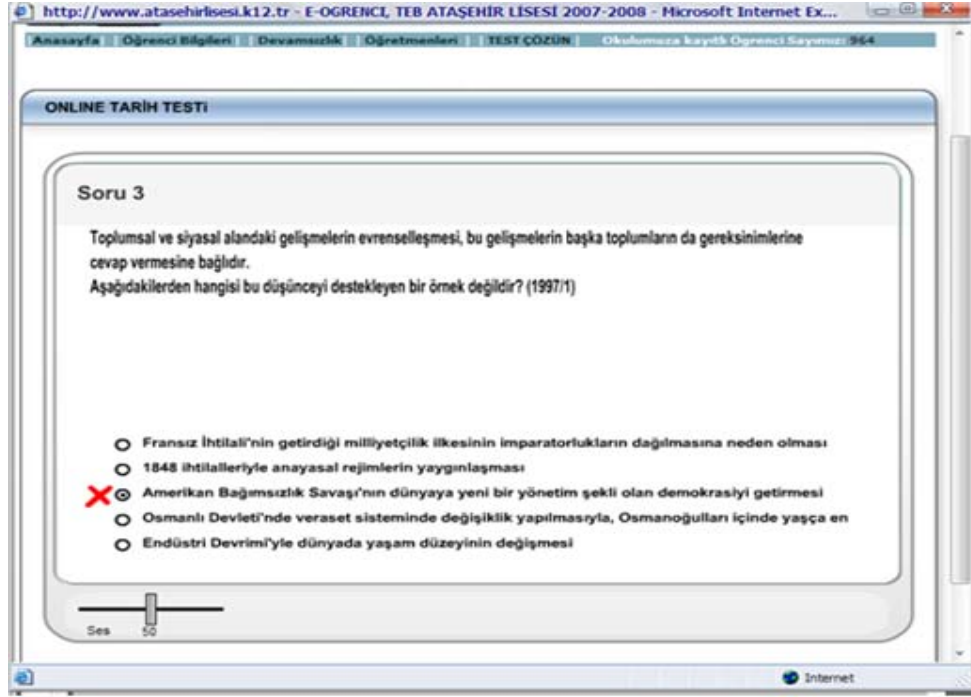 http://www.atasehirlisesi.k12.tr - E-OGRENCI, TEB ATAŞEHİR LİSESİ 2007-2008 - Microsoft Internet Ex...
Anasayfa | Öğrenci Bilgileri | Devamsızlık | Öğretmenleri | TEST ÇÖZÜN | Okulumuza kayıtlı Ögrenci Sayımız: 964
ONLINE TARİH TESTi
Soru 3
Toplumsal ve siyasal alandaki gelişmelerin evrenselleşmesi, bu gelişmelerin başka toplumların da gereksinimlerine
cevap vermesine bağlıdır.
Aşağıdakilerden hangisi bu düşünceyi destekleyen bir örnek değildir? (1997/1)
Fransız İhtilali'nin getirdiği milliyetçilik ilkesinin imparatorlukların dağılmasına neden olması
1848 ihtilalleriyle anayasal rejimlerin yaygınlaşması
Amerikan Bağımsızlık Savaşı'nın dünyaya yeni bir yönetim şekli olan demokrasiyi getirmesi
Osmanlı Devleti'nde veraset sisteminde değişiklik yapılmasıyla, Osmanoğulları içinde yaşça en
Endüstri Devrimi'yle dünyada yaşam düzeyinin değişmesi
Ses 50
Internet